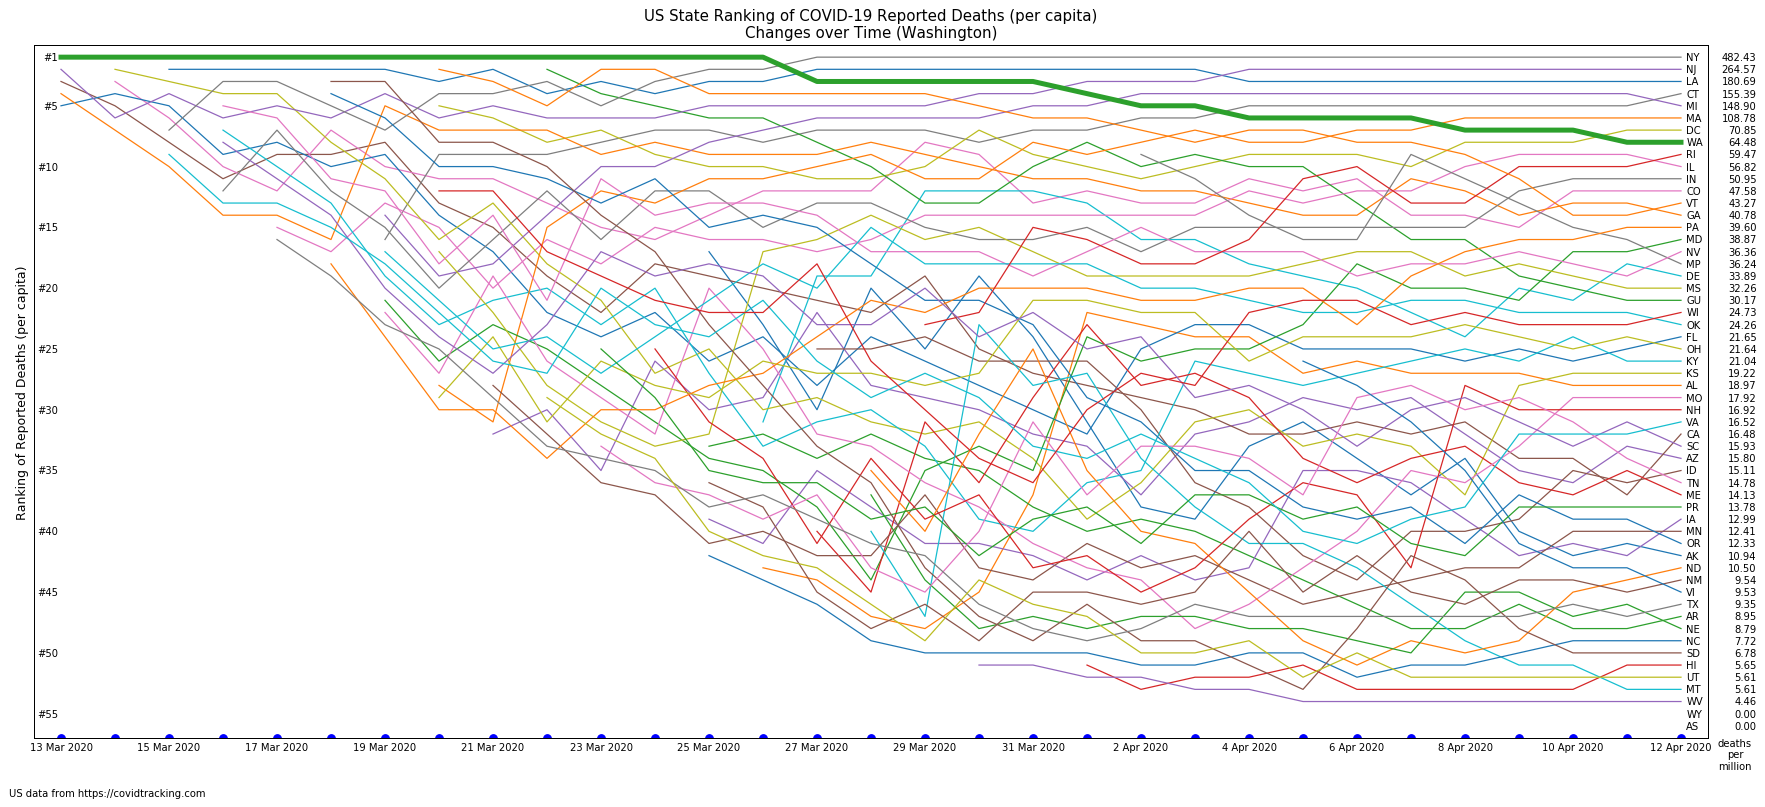 US State Ranking of COVID-19 Reported Deaths (per capita)
Changes over Time (Washington)
Ranking of Reported Deaths (per capita)
#1
#5
#10
#15
#20
#25
#30
#35
#40
#45
#50
#55
NY 482.43
NJ 264.57
LA 180.69
CT 155.39
MI 148.90
MA 108.78
DC 70.85
WA 64.48
RI 59.47
IL 56.82
IN 50.95
CO 47.58
VT 43.27
GA 40.78
PA 39.60
MD 38.87
NV 36.36
MP 36.24
DE 33.89
MS 32.26
GU 30.17
WI 24.73
OK 24.26
FL 21.65
OH 21.64
KY 21.04
KS 19.22
AL 18.97
MO 17.92
NH 16.92
VA 16.52
CA 16.48
SC 15.93
AZ 15.80
ID 15.11
TN 14.78
ME 14.13
PR 13.78
IA 12.99
MN 12.41
OR 12.33
AK 10.94
ND 10.50
NM 9.54
VI 9.53
TX 9.35
AR 8.95
NE 8.79
NC 7.72
SD 6.78
HI 5.65
UT 5.61
MT 5.61
WV 4.46
WY 0.00
AS 0.00
13 Mar 2020 15 Mar 2020 17 Mar 2020 19 Mar 2020 21 Mar 2020 23 Mar 2020 25 Mar 2020 27 Mar 2020 29 Mar 2020 31 Mar 2020 2 Apr 2020 4 Apr 2020 6 Apr 2020 8 Apr 2020 10 Apr 2020 12 Apr 2020
deaths
per
million
US data from https://covidtracking.com